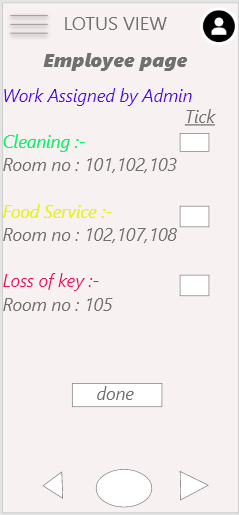 LOTUS VIEW
Employee page
Work Assigned by Admin
Tick
Cleaning :-
Room no : 101,102,103
Food Service :-
Room no : 102,107,108
Loss of key :-
Room no : 105
done